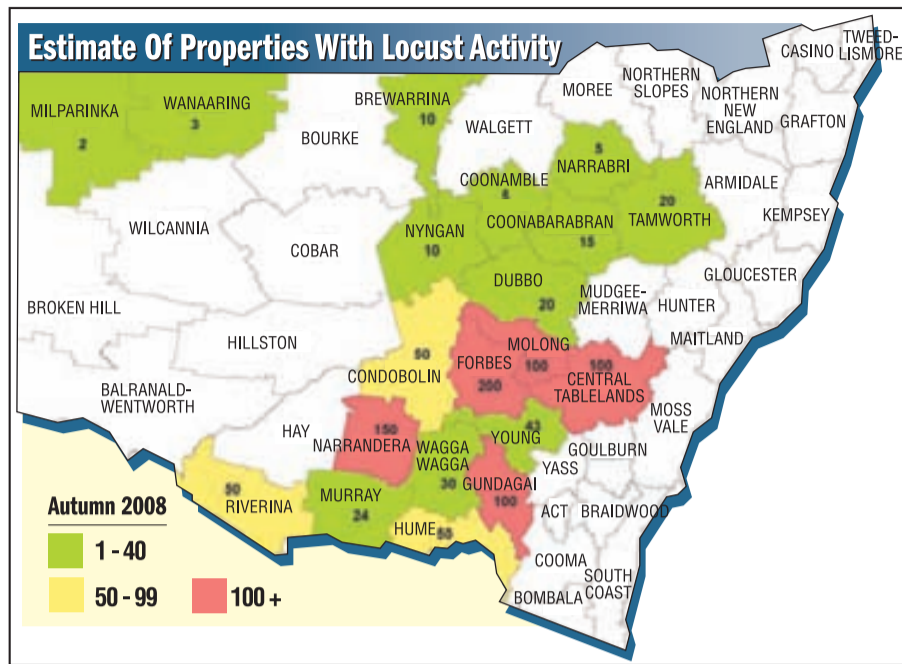 Estimate Of Properties With Locust Activity
CASINO
TWEED-
LISMORE
MILPARINKA
2
WANAARING
3
BREWARRINA
10
BOURKE
WALGETT
MOREE
NORTHERN
SLOPES
NORTHERN
NEW
ENGLAND
GRAFTON
5
NARRABRI
COONAMBLE
ARMIDALE
KEMPSEY
20
TAMWORTH
COONABARABRAN
15
WILCANNIA
COBAR
NYNGAN
10
DUBBO
20
MUDGEE-
MERRIWA
GLOUCESTER
HUNTER
MAITLAND
BROKEN HILL
HILLSTON
50
CONDOBOLIN
FORBES
200
MOLONG
100
100
CENTRAL
TABLELANDS
BALRANALD-
WENTWORTH
HAY
150
NARRANDERA
WAGGA
WAGGA
30
43
YOUNG
MOSS
VALE
GOULBURN
YASS
GUNDAGAI
100
50
RIVERINA
MURRAY
24
HUME
ACT
BRAIDWOOD
COOMA
SOUTH
COAST
BOMBALA
Autumn 2008
1 - 40
50 - 99
100 +